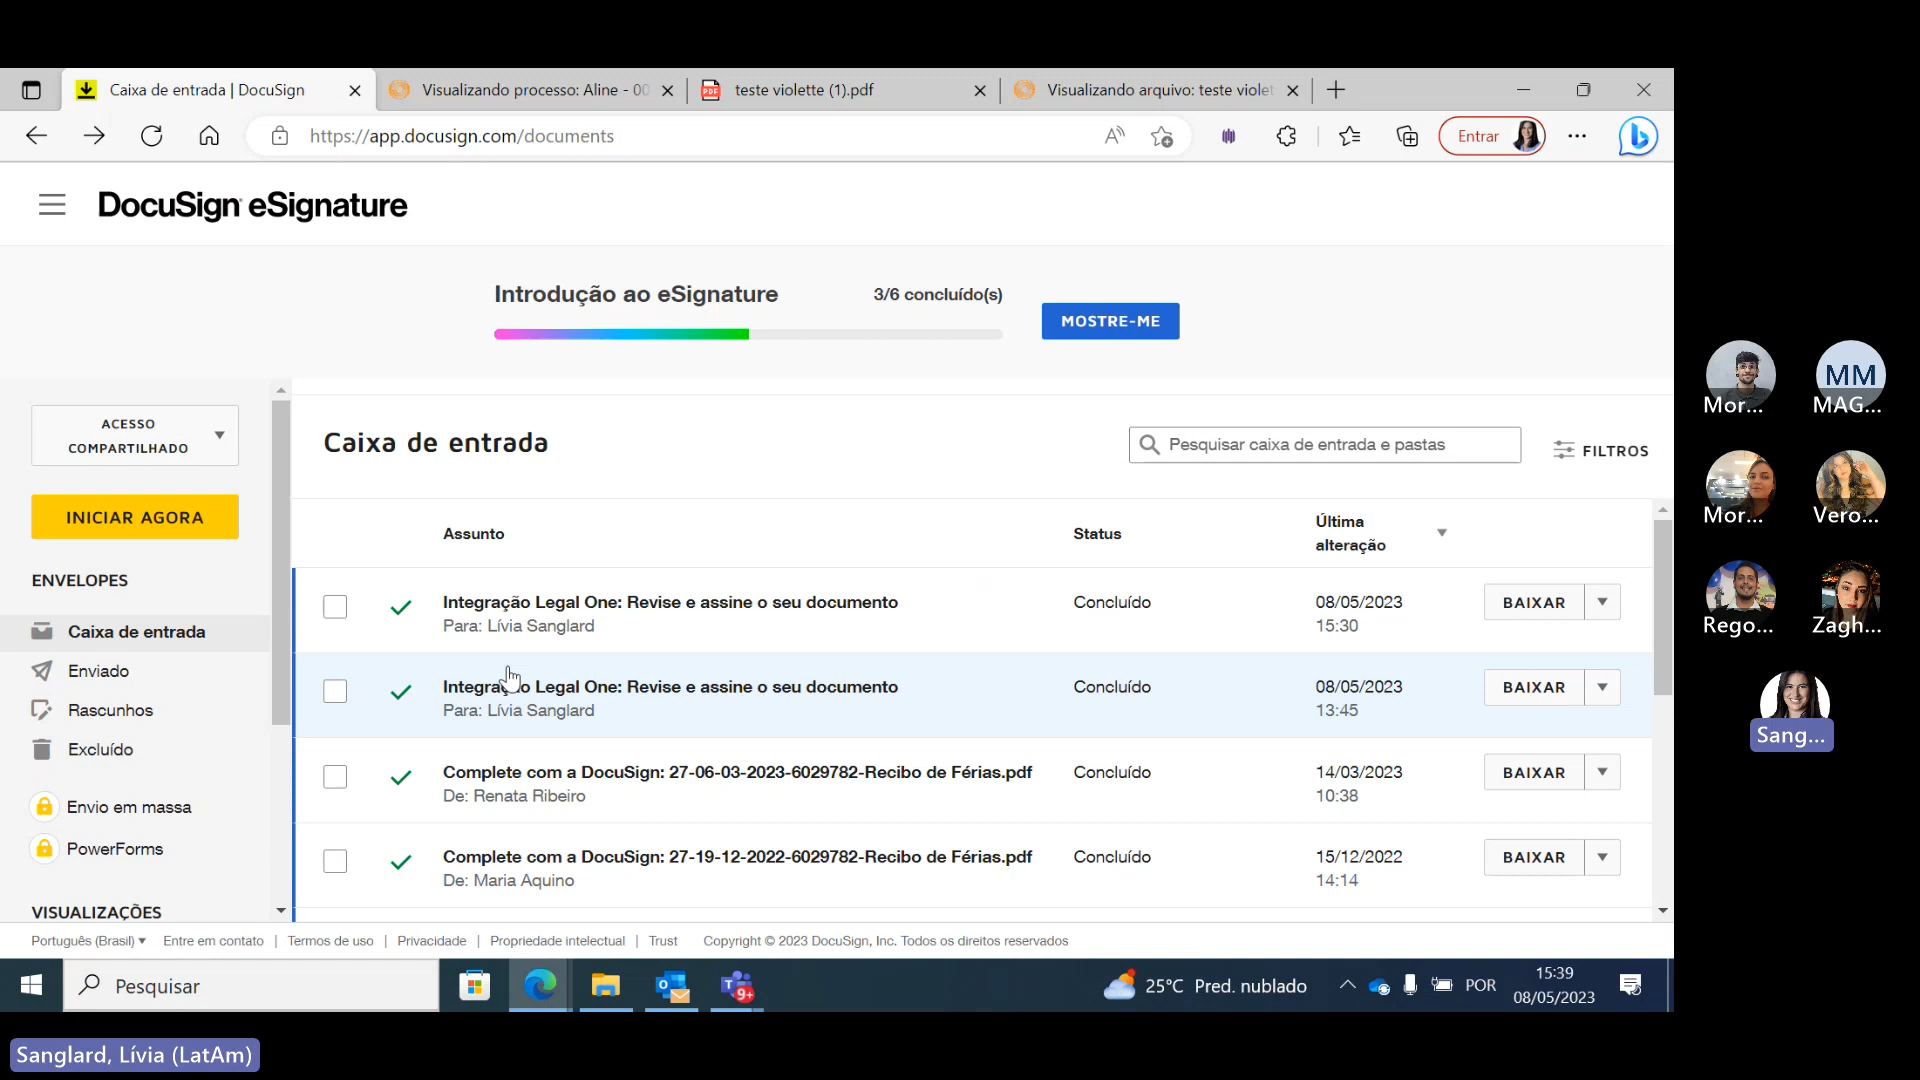 Caixa de entrada | DocuSign
Visualizando processo: Aline - 00
teste violette (1).pdf
Visualizando arquivo: teste violet
https://app.docusign.com/documents
Entrar
DocuSign eSignature
Introdução ao eSignature
3/6 concluído(s)
MOSTRE-ME
ACESSO
COMPARTILHADO
INICIAR AGORA
ENVELOPES
Caixa de entrada
Enviado
Rascunhos
Excluído
Envio em massa
PowerForms
VISUALIZAÇÕES
Caixa de entrada
Pesquisar caixa de entrada e pastas
FILTROS
Assunto
Status
Última
alteração
Integração Legal One: Revise e assine o seu documento
Para: Lívia Sanglard
Concluído
08/05/2023
15:30
BAIXAR
Integração Legal One: Revise e assine o seu documento
Para: Lívia Sanglard
Concluído
08/05/2023
13:45
BAIXAR
Complete com a DocuSign: 27-06-03-2023-6029782-Recibo de Férias.pdf
De: Renata Ribeiro
Concluído
14/03/2023
10:38
BAIXAR
Complete com a DocuSign: 27-19-12-2022-6029782-Recibo de Férias.pdf
De: Maria Aquino
Concluído
15/12/2022
14:14
BAIXAR
Português (Brasil)
Entre em contato
Termos de uso
Privacidade
Propriedade intelectual
Trust
Copyright © 2023 DocuSign, Inc. Todos os direitos reservados
Pesquisar
9+
25°C Pred. nublado
POR
15:39
08/05/2023
Mor...
MM
MAG...
Mor...
Vero...
Rego...
Zagh...
Sang...
Sanglard, Lívia (LatAm)